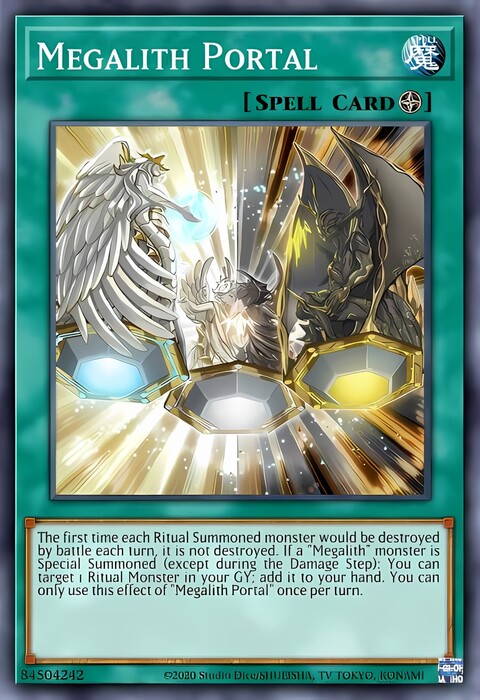 MEGALITH PORTAL
魔
[SPELL CARD]
The first time each Ritual Summoned monster would be destroyed
by battle each turn, it is not destroyed. If a "Megalith" monster is
Special Summoned (except during the Damage Step): You can
target 1 Ritual Monster in your GY; add it to your hand. You can
only use this effect of "Megalith Portal" once per turn.
84504242
©2020 Studio Dice/SHUEISHA, TV TOKYO, KONAMI